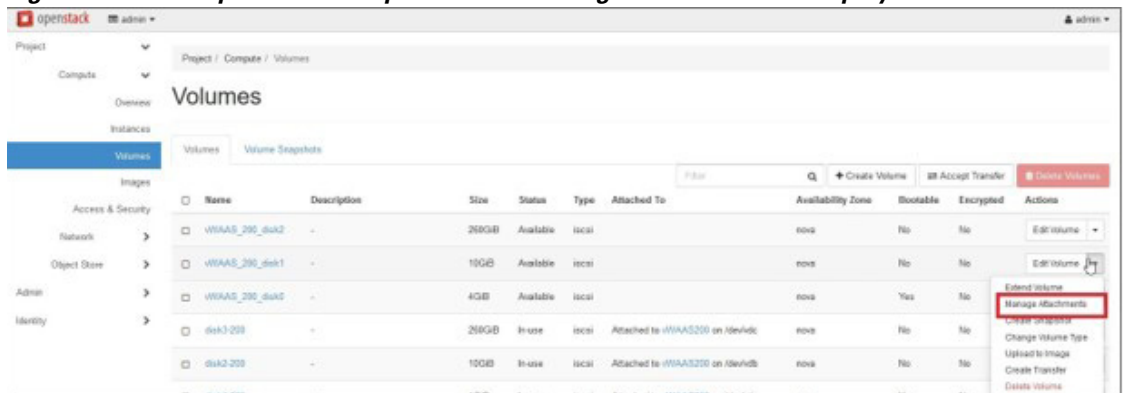 openstack admin
admin
Project
Project / Compute / Volumes
Compute
Overview
Volumes
Instances
Volumes
Volumes Volume Snapshots
Images
Filter + Create Volume Accept Transfer Delete Volumes
Access & Security
Name Description Size Status Type Attached To Availability Zone Bootable Encrypted Actions
Network
vWAAS_200_disk2 - 260GiB Available iscsi nova No No Edit Volume
Object Store
vWAAS_200_disk1 - 10GiB Available iscsi nova No No Edit Volume
Admin
Extend Volume
vWAAS_200_disk0 - 4GiB Available iscsi nova Yes No
Manage Attachments
Identity
Create Snapshot
disk3-200 - 260GiB In-use iscsi Attached to vWAAS200 on /dev/vdc nova No No
Change Volume Type
Upload to Image
disk2-200 - 10GiB In-use iscsi Attached to vWAAS200 on /dev/vdb nova No No
Create Transfer
Delete Volume